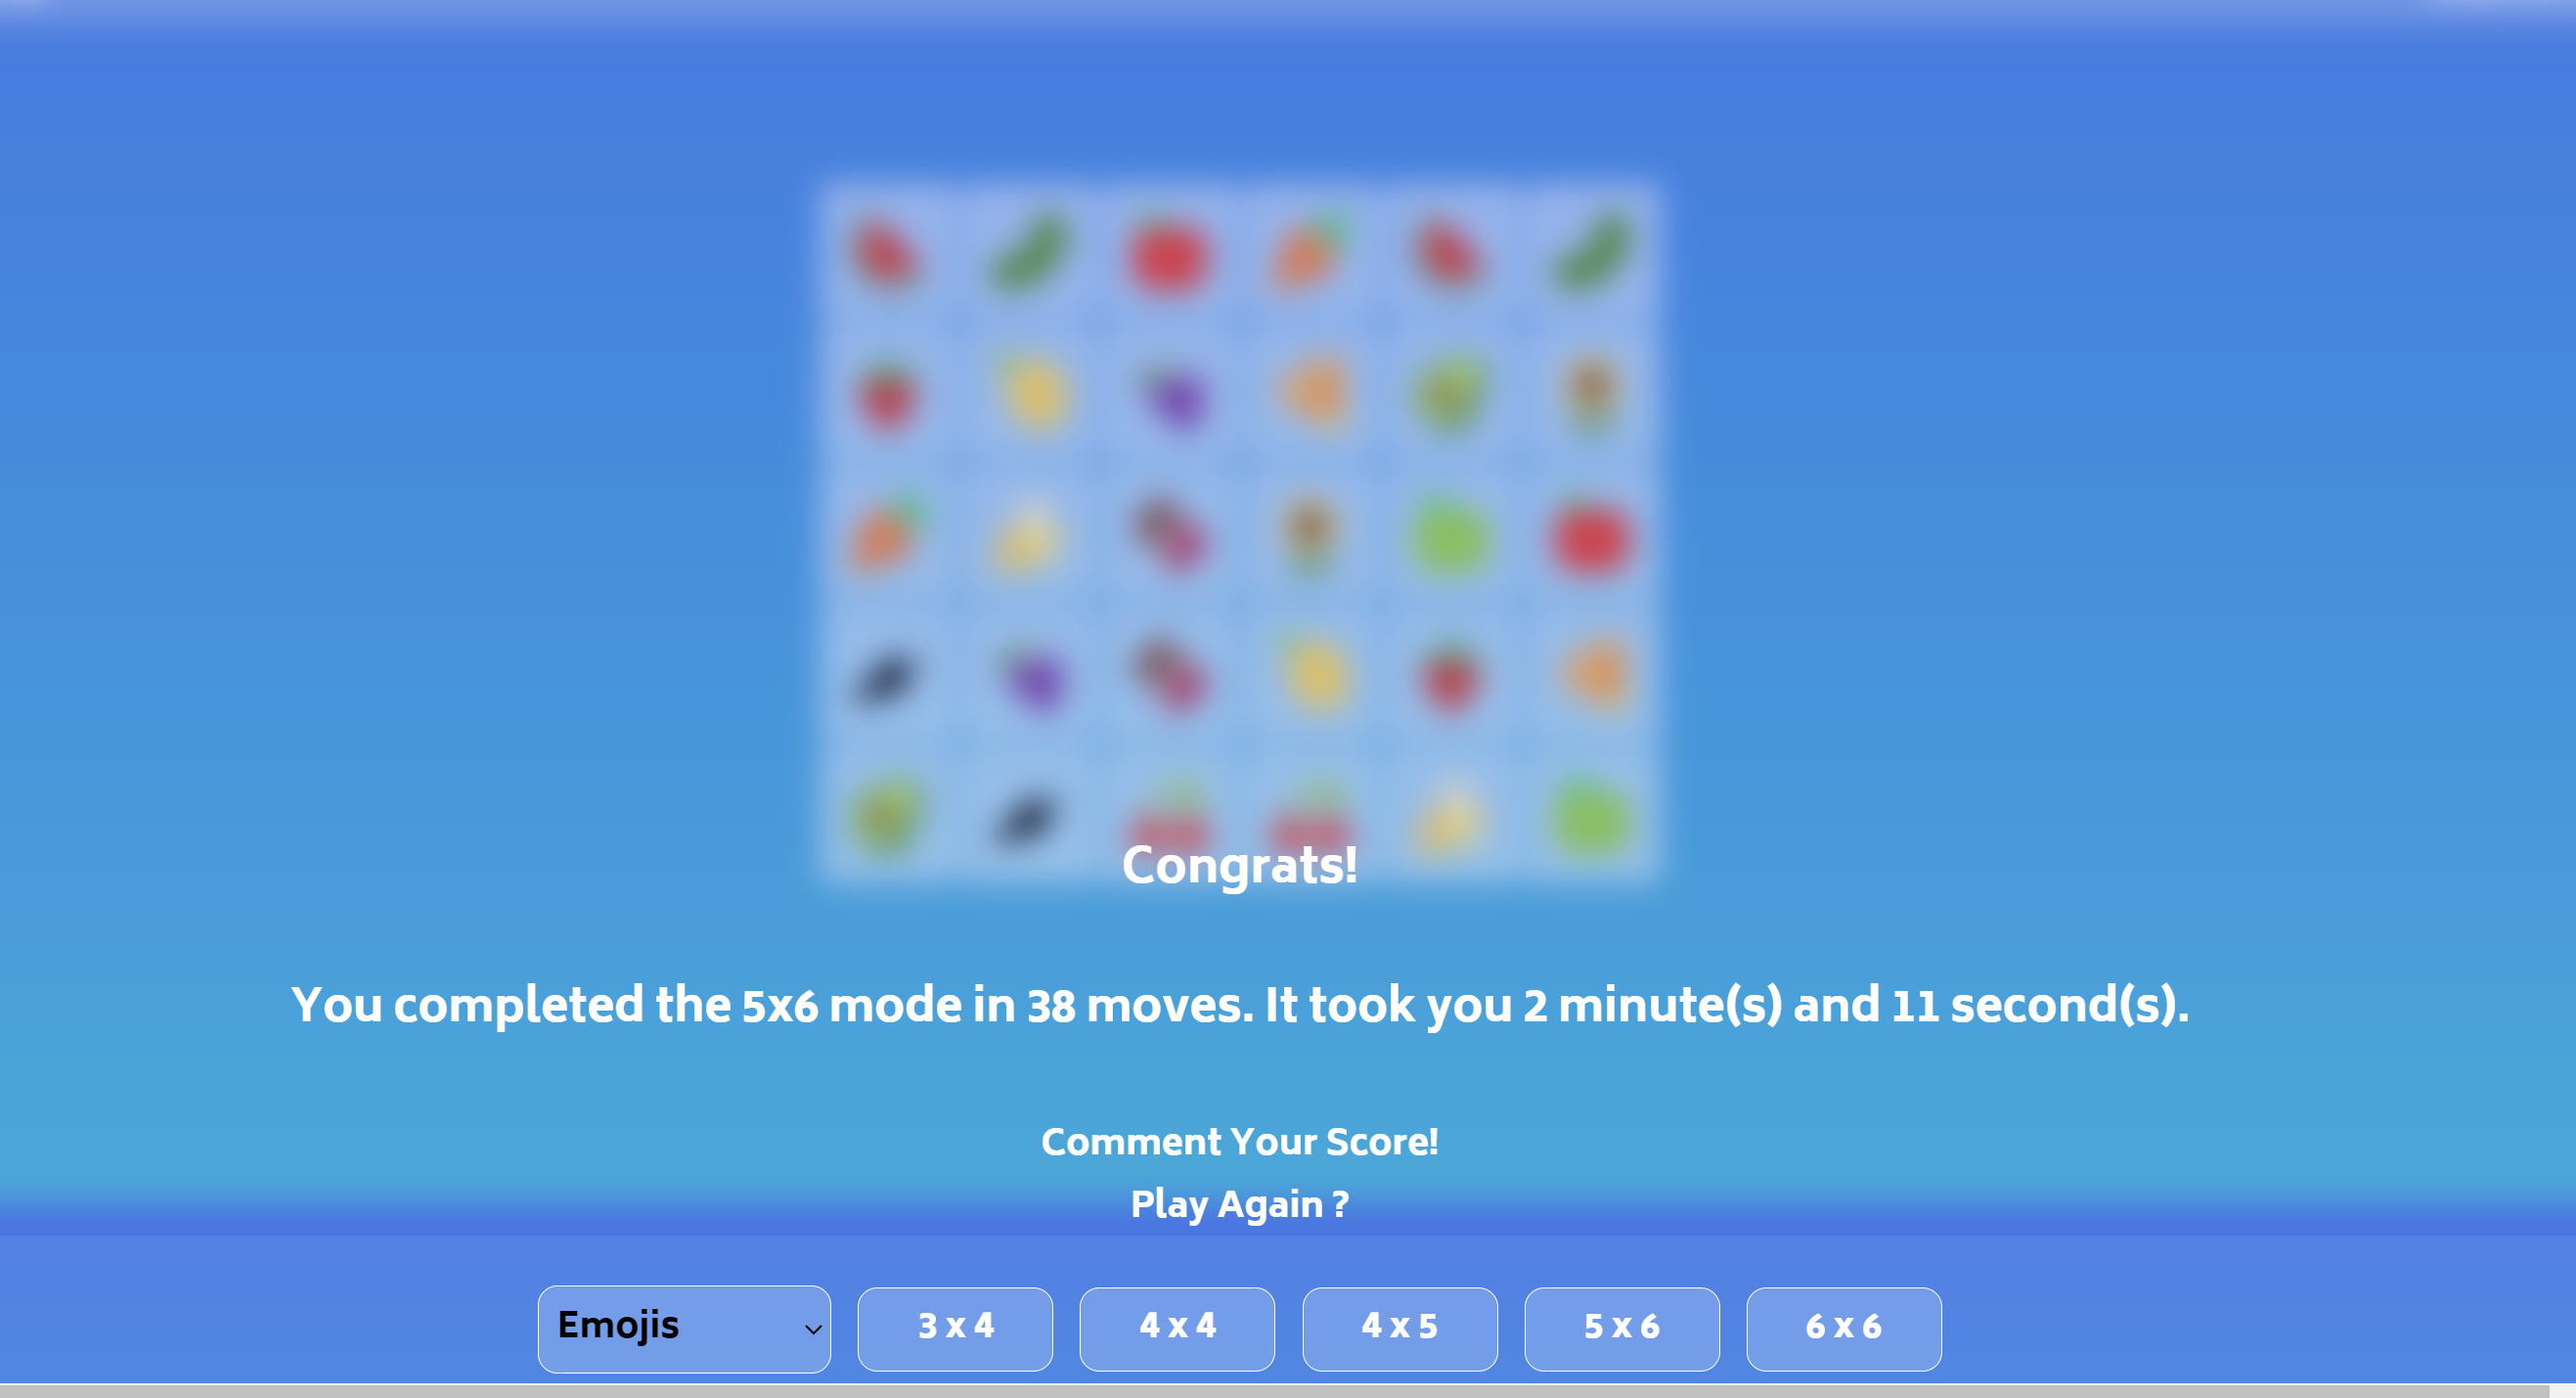 Congrats!
You completed the 5x6 mode in 38 moves. It took you 2 minute(s) and 11 second(s).
Comment Your Score!
Play Again ?
Emojis
3 x 4
4 x 4
4 x 5
5 x 6
6 x 6